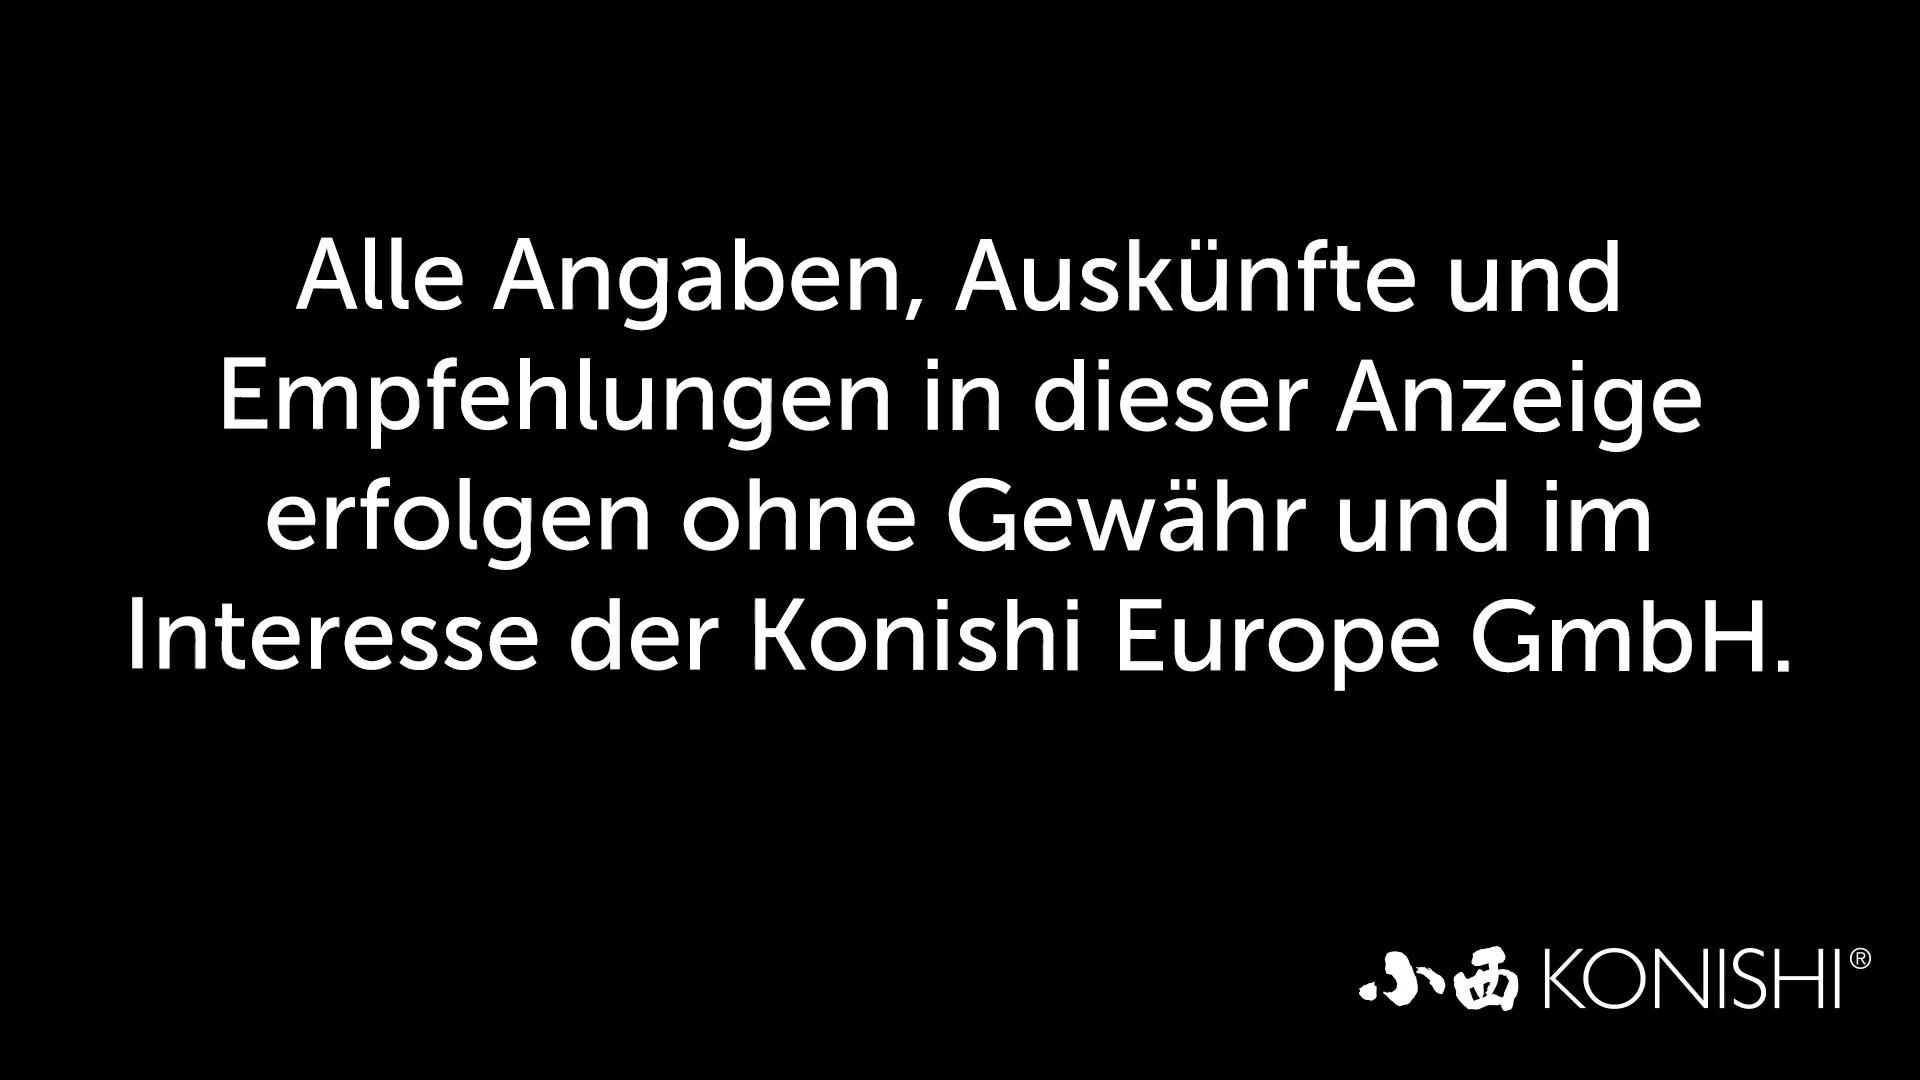 Alle Angaben, Auskünfte und
Empfehlungen in dieser Anzeige
erfolgen ohne Gewähr und im
Interesse der Konishi Europe GmbH.
小西 KONISHI®